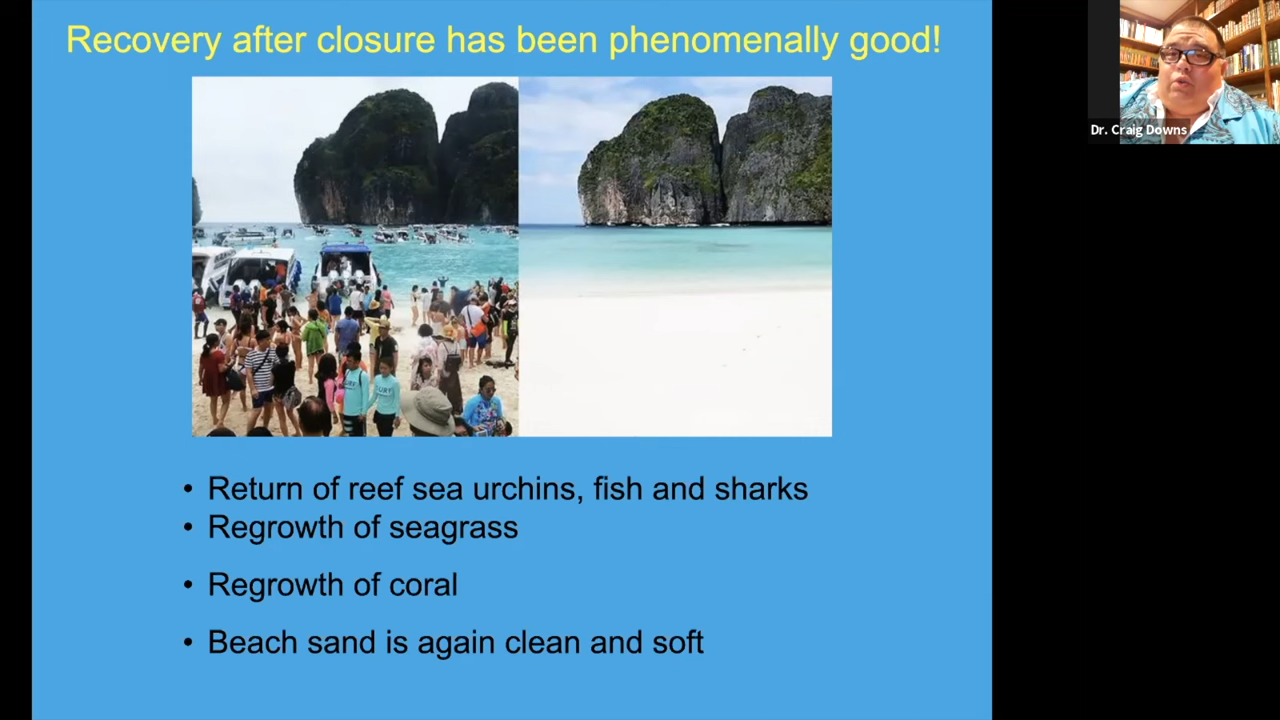 Recovery after closure has been phenomenally good!
Dr. Craig Downs
• Return of reef sea urchins, fish and sharks
• Regrowth of seagrass
• Regrowth of coral
• Beach sand is again clean and soft